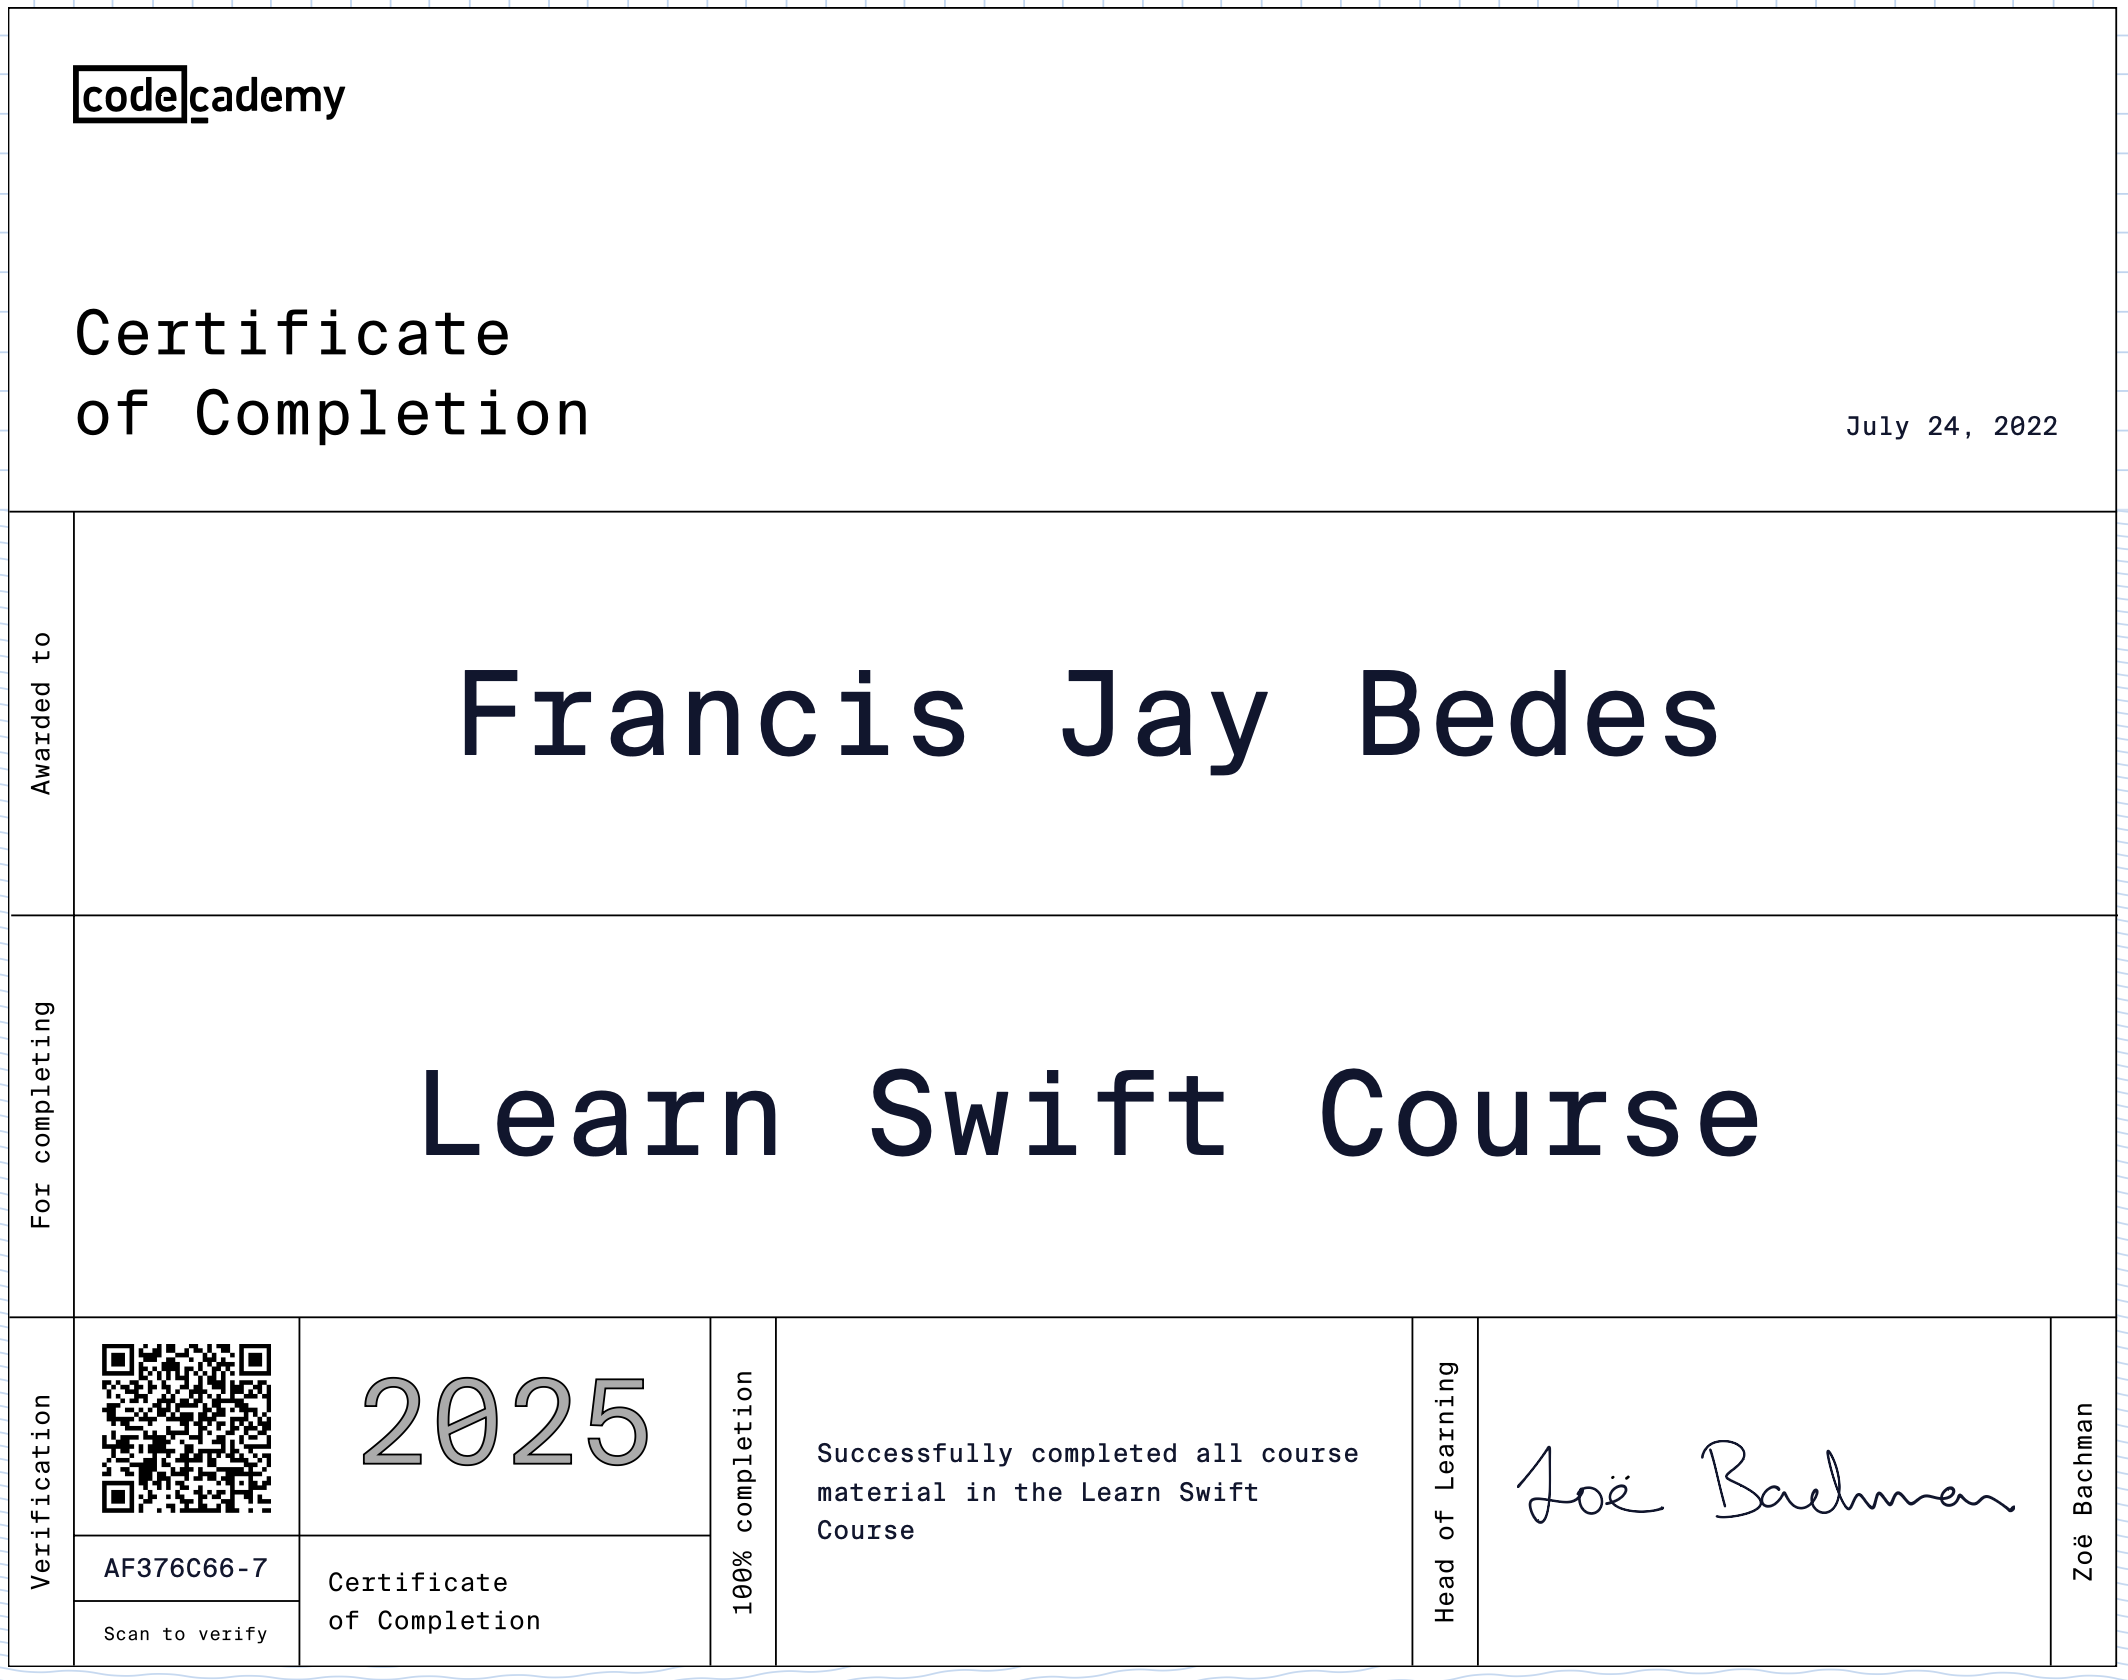 codecademy
Certificate
of Completion
July 24, 2022
Awarded to
Francis Jay Bedes
For completing
Learn Swift Course
Verification
AF376C66-7
Scan to verify
2025
Certificate
of Completion
100% completion
Successfully completed all course
material in the Learn Swift
Course
Head of Learning
Zoë Bachman
Zoë Bachman